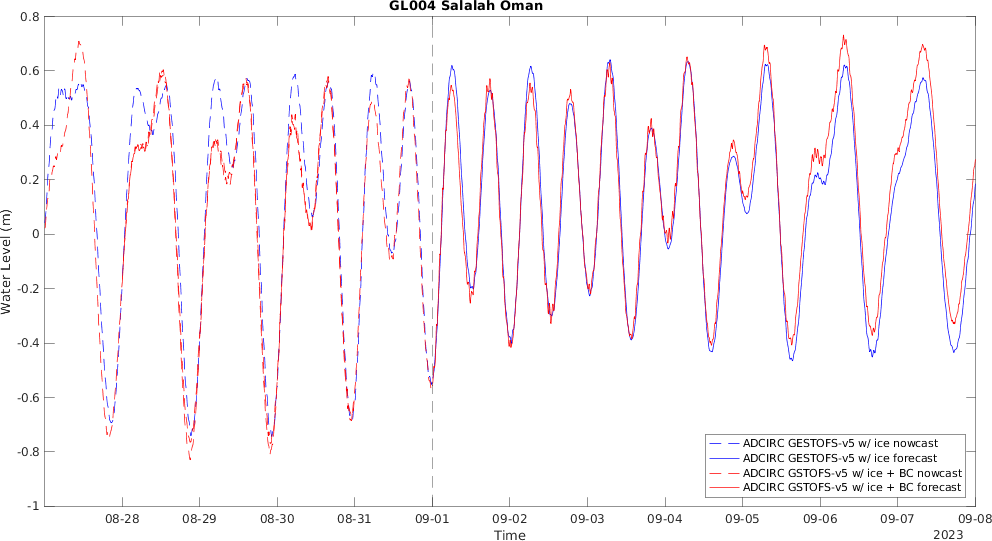 GL004 Salalah Oman
0.8
0.6
0.4
0.2
0
-0.2
-0.4
-0.6
-0.8
-1
Water Level (m)
ADCIRC GESTOFS-v5 w/ ice nowcast
ADCIRC GESTOFS-v5 w/ ice forecast
ADCIRC GSTOFS-v5 w/ ice + BC nowcast
ADCIRC GSTOFS-v5 w/ ice + BC forecast
08-28 08-29 08-30 08-31 09-01 09-02 09-03 09-04 09-05 09-06 09-07 09-08
Time
2023